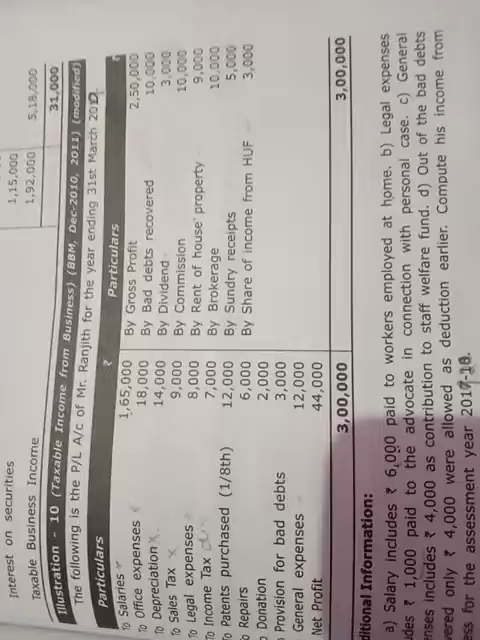 Interest on securities 1,15,000
Taxable Business Income 1,92,000 5,18,000
31,000
Illustration - 10 (Taxable Income from Business) (BBM, Dec-2010, 2011) (modified)
The following is the P/L A/c of Mr. Ranjith for the year ending 31st March
Particulars ₹ Particulars ₹
To Salaries 1,65,000 By Gross Profit 2,50,000
To Office expenses 18,000 By Bad debts recovered 10,000
To Depreciation 14,000 By Dividend 3,000
To Sales Tax 9,000 By Commission 10,000
To Legal expenses 8,000 By Rent of house property 9,000
To Income Tax 7,000 By Brokerage 10,000
To Patents purchased (1/8th) 12,000 By Sundry receipts 5,000
To Repairs 6,000 By Share of income from HUF 3,000
To Donation 2,000
Provision for bad debts 3,000
General expenses 12,000
Net Profit 44,000
3,00,000 3,00,000
ditional Information:
a) Salary includes ₹ 6,000 paid to workers employed at home. b) Legal expenses
des ₹ 1,000 paid to the advocate in connection with personal case. c) General
ses includes ₹ 4,000 as contribution to staff welfare fund. d) Out of the bad debts
ered only ₹ 4,000 were allowed as deduction earlier. Compute his income from
ess for the assessment year 2017-18.